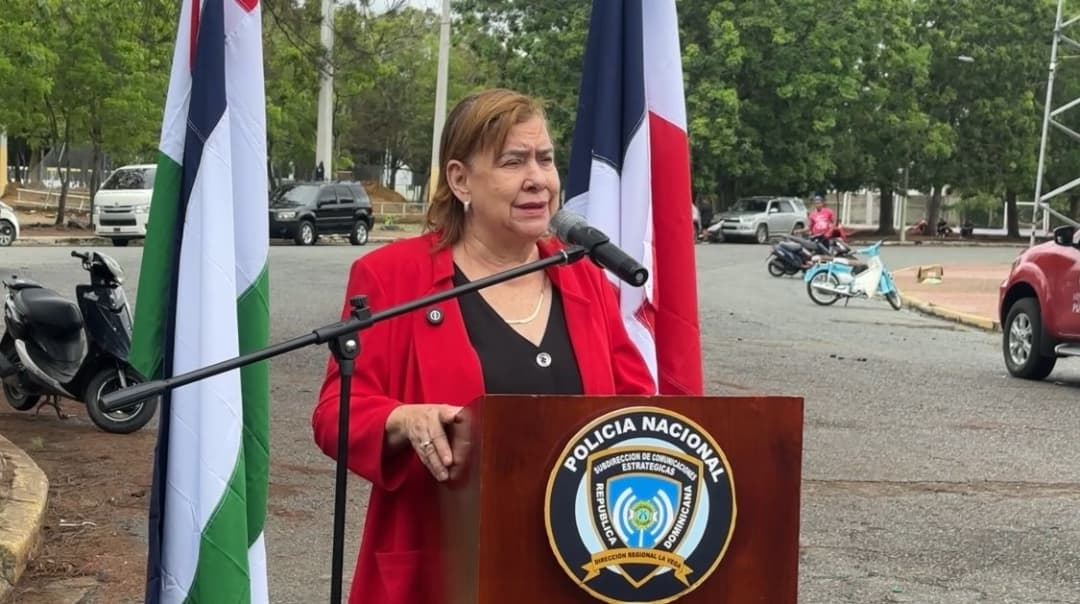 POLICIA NACIONAL
SUBDIRECCION DE COMUNICACIONES
ESTRATEGICAS
REPUBLICA
DOMINICANA
DIRECCIÓN REGIONAL LA VEGA